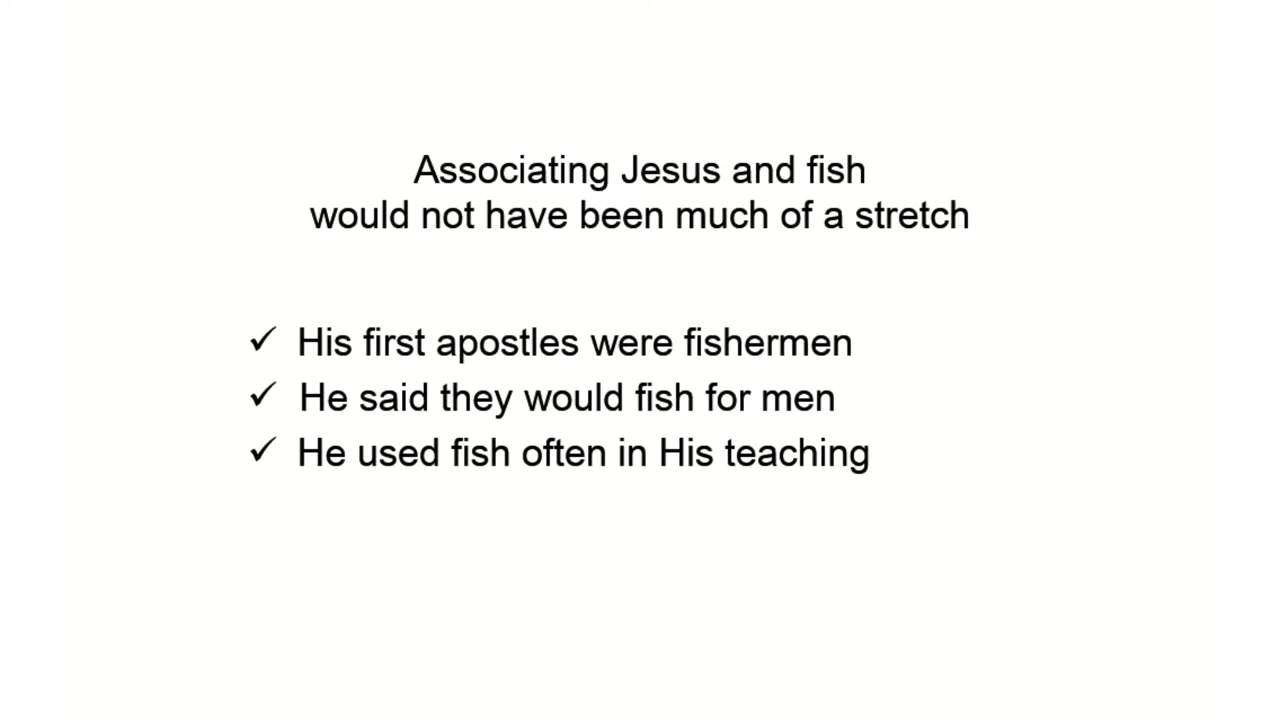 Associating Jesus and fish
would not have been much of a stretch
✓ His first apostles were fishermen
✓ He said they would fish for men
✓ He used fish often in His teaching